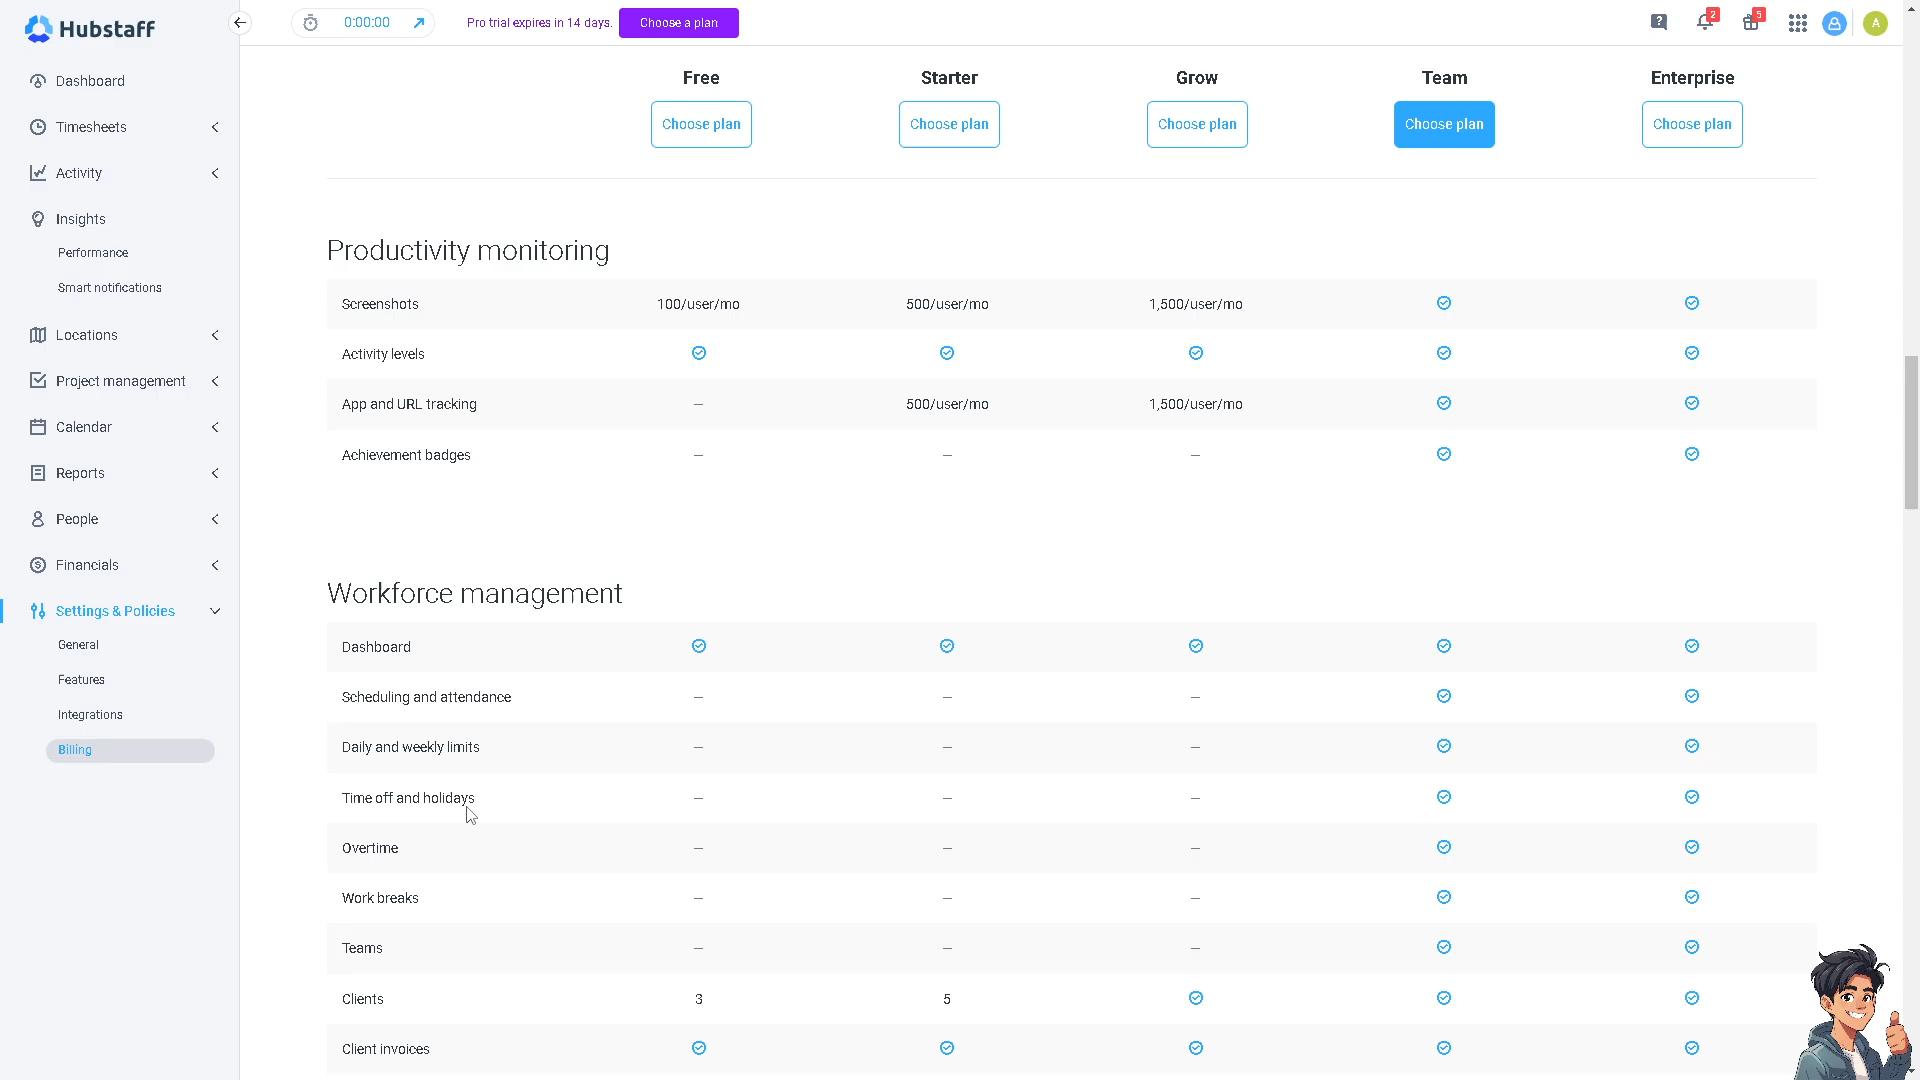 Hubstaff
0:00:00
Pro trial expires in 14 days.
Choose a plan
?
2
5
A
Dashboard
Timesheets
Activity
Insights
Performance
Smart notifications
Locations
Project management
Calendar
Reports
People
Financials
Settings & Policies
General
Features
Integrations
Billing
Free Starter Grow Team Enterprise
Choose plan Choose plan Choose plan Choose plan Choose plan
Productivity monitoring
Screenshots 100/user/mo 500/user/mo 1,500/user/mo
Activity levels
App and URL tracking – 500/user/mo 1,500/user/mo
Achievement badges – – –
Workforce management
Dashboard
Scheduling and attendance – – –
Daily and weekly limits – – –
Time off and holidays – – –
Overtime – – –
Work breaks – – –
Teams – – –
Clients 3 5
Client invoices